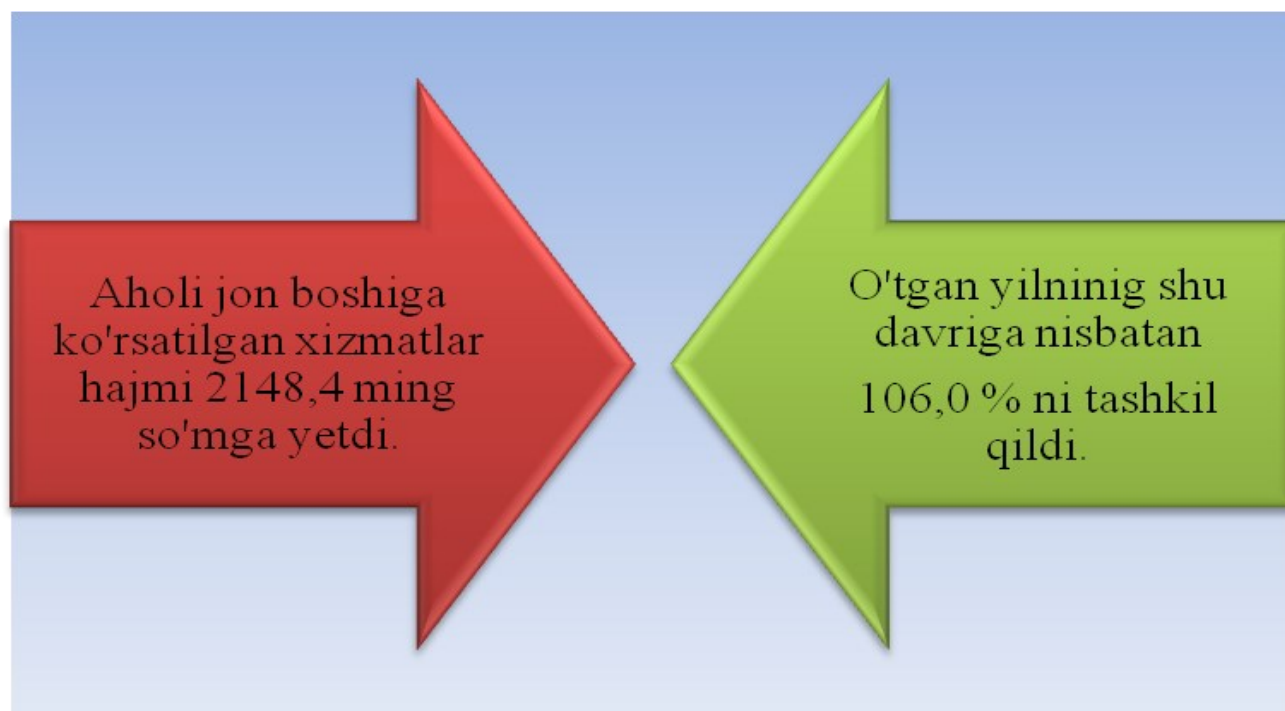 Aholi jon boshiga
ko'rsatilgan xizmatlar
hajmi 2148,4 ming
so'mga yetdi.
O'tgan yilninig shu
davriga nisbatan
106,0 % ni tashkil
qildi.